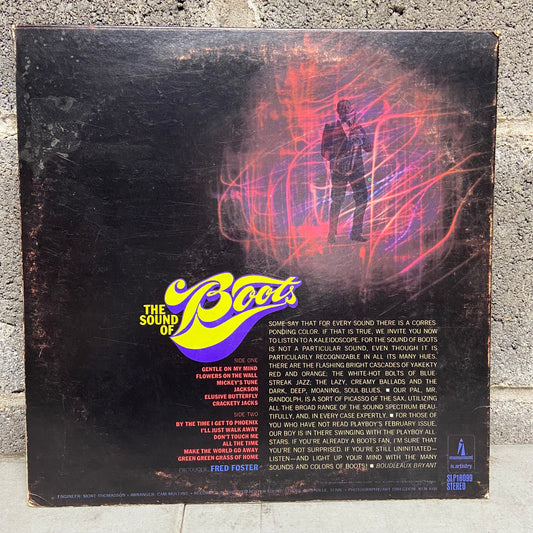 THE
SOUND
OF
Boots
SIDE ONE
GENTLE ON MY MIND
FLOWERS ON THE WALL
MICKEY'S TUNE
JACKSON
ELUSIVE BUTTERFLY
CRACKETY JACKS
SIDE TWO
BY THE TIME I GET TO PHOENIX
I'LL JUST WALK AWAY
DON'T TOUCH ME
ALL THE TIME
MAKE THE WORLD GO AWAY
GREEN GREEN GRASS OF HOME
PRODUCER: FRED FOSTER
SOME SAY THAT FOR EVERY SOUND THERE IS A CORRES
PONDING COLOR. IF THAT IS TRUE, WE INVITE YOU NOW
TO LISTEN TO A KALEIDOSCOPE. FOR THE SOUND OF BOOTS
IS NOT A PARTICULAR SOUND, EVEN THOUGH IT IS
PARTICULARLY RECOGNIZABLE IN ALL ITS MANY HUES.
THERE ARE THE FLASHING BRIGHT CASCADES OF YAKETY
RED AND ORANGE; THE WHITE-HOT BOLTS OF BLUE
STREAK JAZZ; THE LAZY, CREAMY BALLADS AND THE
DARK, DEEP, MOANING, SOUL BLUES. ■ OUR PAL, MR.
RANDOLPH, IS A SORT OF PICASSO OF THE SAX, UTILIZING
ALL THE BROAD RANGE OF THE SOUND SPECTRUM BEAU
TIFULLY, AND, IN EVERY CASE, EXCITINGLY. ■ FOR THOSE OF
YOU WHO HAVE NOT READ PLAYBOY'S FEBRUARY ISSUE,
OUR BOY IS IN THERE SWINGING WITH THE PLAYBOY ALL-
STARS. IF YOU'RE ALREADY A BOOTS FAN, I'M SURE THAT
YOU'RE NOT SURPRISED. IF YOU'RE STILL UNINITIATED—
LISTEN—AND LIGHT UP YOUR MIND WITH THE MANY
SOUNDS AND COLORS OF BOOTS! ■ BOUDLEAUX BRYANT
monument
is artistry
SLP18099
STEREO
ENGINEER: MORT THOMASSON • ARRANGER: CAM MULLINS •